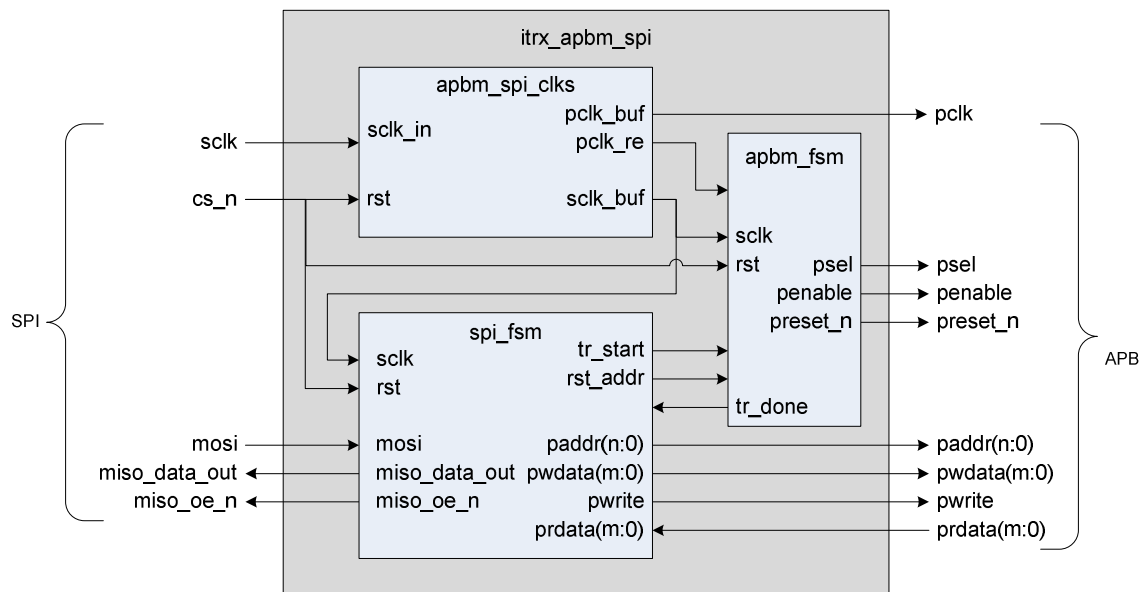 itrx_apbm_spi
apbm_spi_clks
pclk_buf
pclk
sclk
sclk_in
pclk_re
apbm_fsm
cs_n
rst
sclk_buf
sclk
rst
psel
psel
penable
penable
SPI
spi_fsm
preset_n
preset_n
sclk
tr_start
APB
rst
rst_addr
tr_done
mosi
mosi
paddr(n:0)
paddr(n:0)
miso_data_out
miso_data_out
pwdata(m:0)
pwdata(m:0)
miso_oe_n
miso_oe_n
pwrite
pwrite
prdata(m:0)
prdata(m:0)